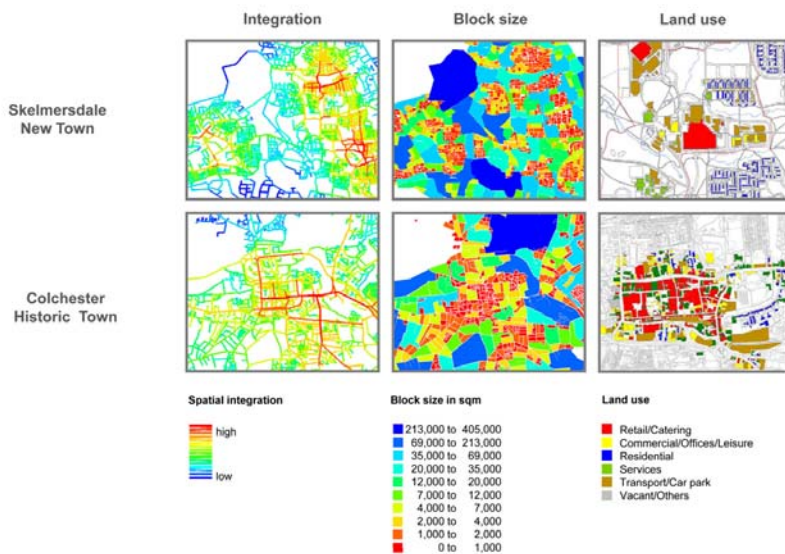 Integration
Block size
Land use
Skelmersdale
New Town
Colchester
Historic Town
Spatial integration
high
low
Block size in sqm
213,000 to 405,000
69,000 to 213,000
35,000 to 69,000
20,000 to 35,000
12,000 to 20,000
7,000 to 12,000
4,000 to 7,000
2,000 to 4,000
1,000 to 2,000
0 to 1,000
Land use
Retail/Catering
Commercial/Offices/Leisure
Residential
Services
Transport/Car park
Vacant/Others